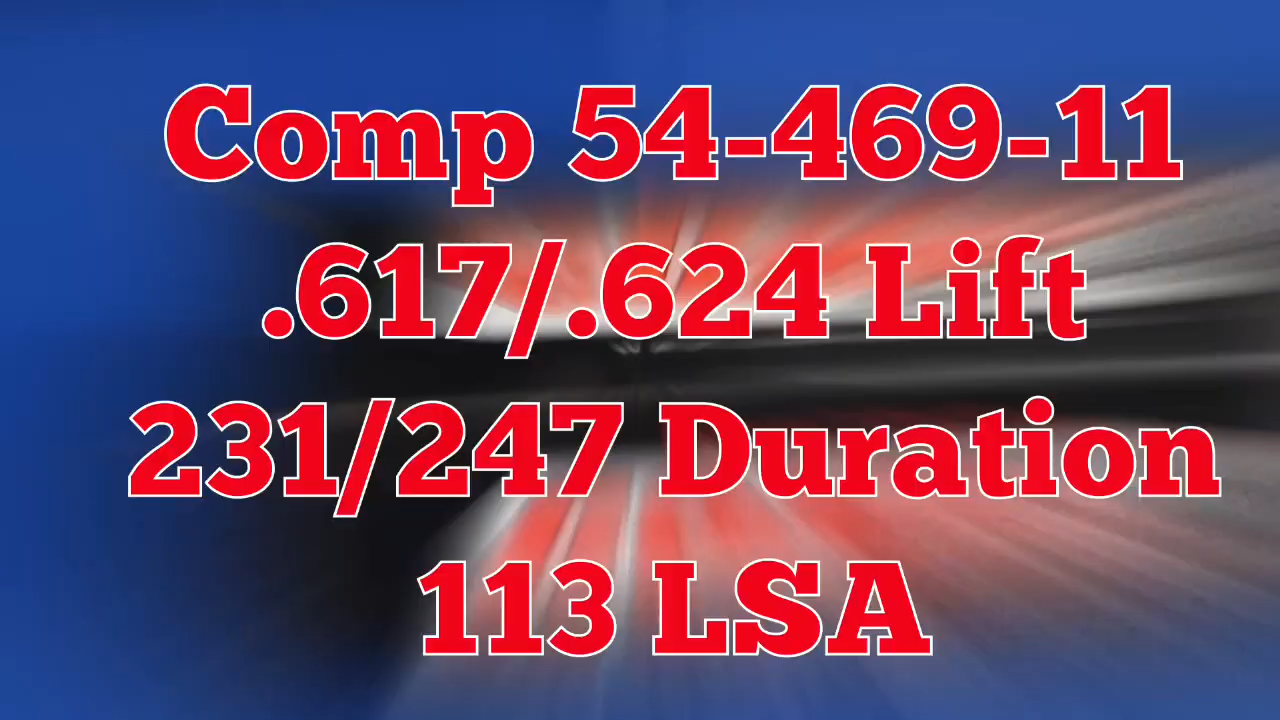 Comp 54-469-11
.617/.624 Lift
231/247 Duration
113 LSA